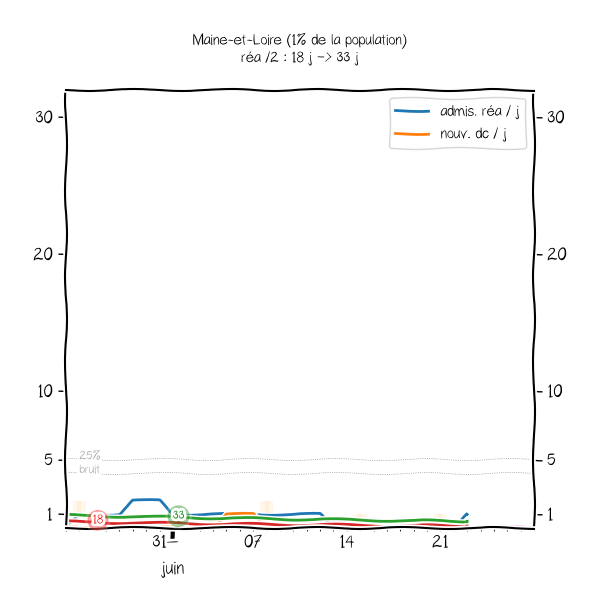 Maine-et-Loire (1% de la population)
réa /2 : 18 j -> 33 j
admis. réa / j
nouv. dc / j
30
30
20
20
10
10
5
25%
5
bruit
1
18
33
1
31
07
14
21
juin